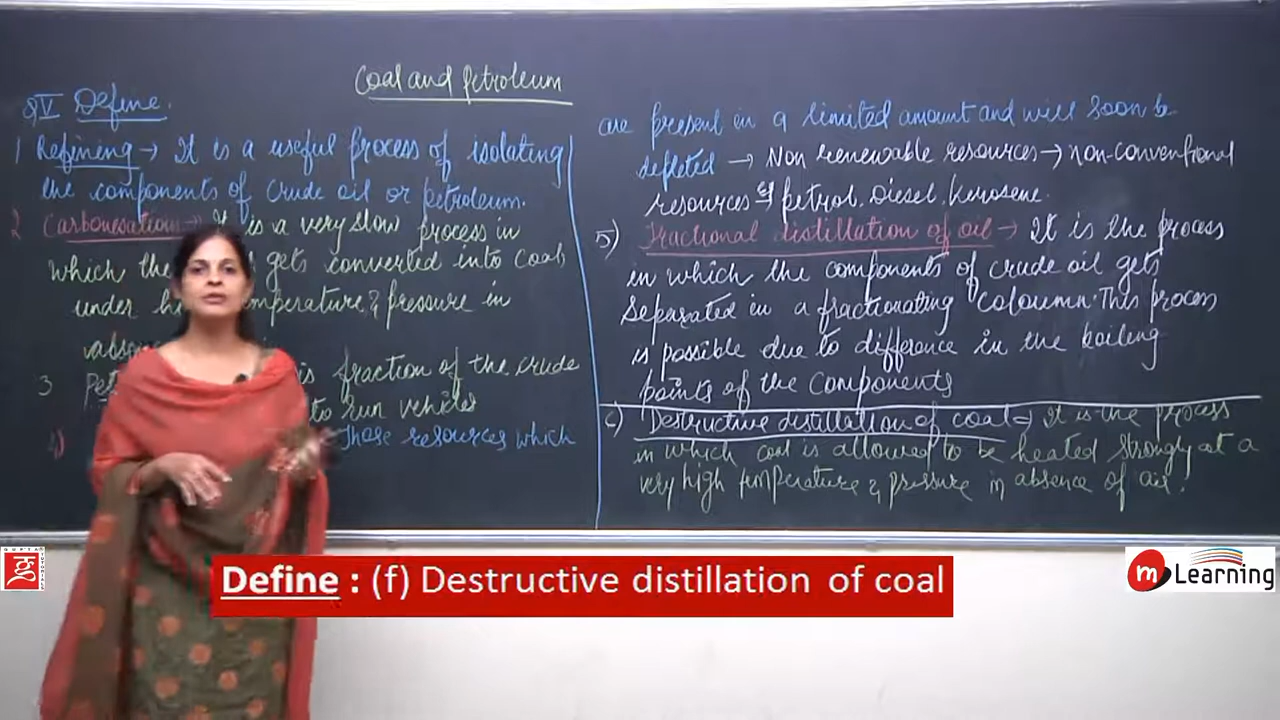 Coal and Petroleum
Q V Define.
1 Refining → It is a useful process of isolating
the components of crude oil or petroleum.
2 Carbonesation → It is a very slow process in
which the gets converted into Coal
under temperature & pressure in
3 is fraction of the crude
to run vehicles
4) Those resources which
are present in a limited amount and will soon be
depleted → Non renewable resources → non-conventional
resources eg petrol. Diesel. Kerosene.
5) Fractional distillation of oil → It is the process
in which the components of crude oil gets
separated in a fractionating coloumn. This process
is possible due to difference in the boiling
points of the components
6) Destructive distillation of coal → It is the process
in which coal is allowed to be heated strongly at a
very high temperature & pressure in absence of air.
Define : (f) Destructive distillation of coal
m Learning